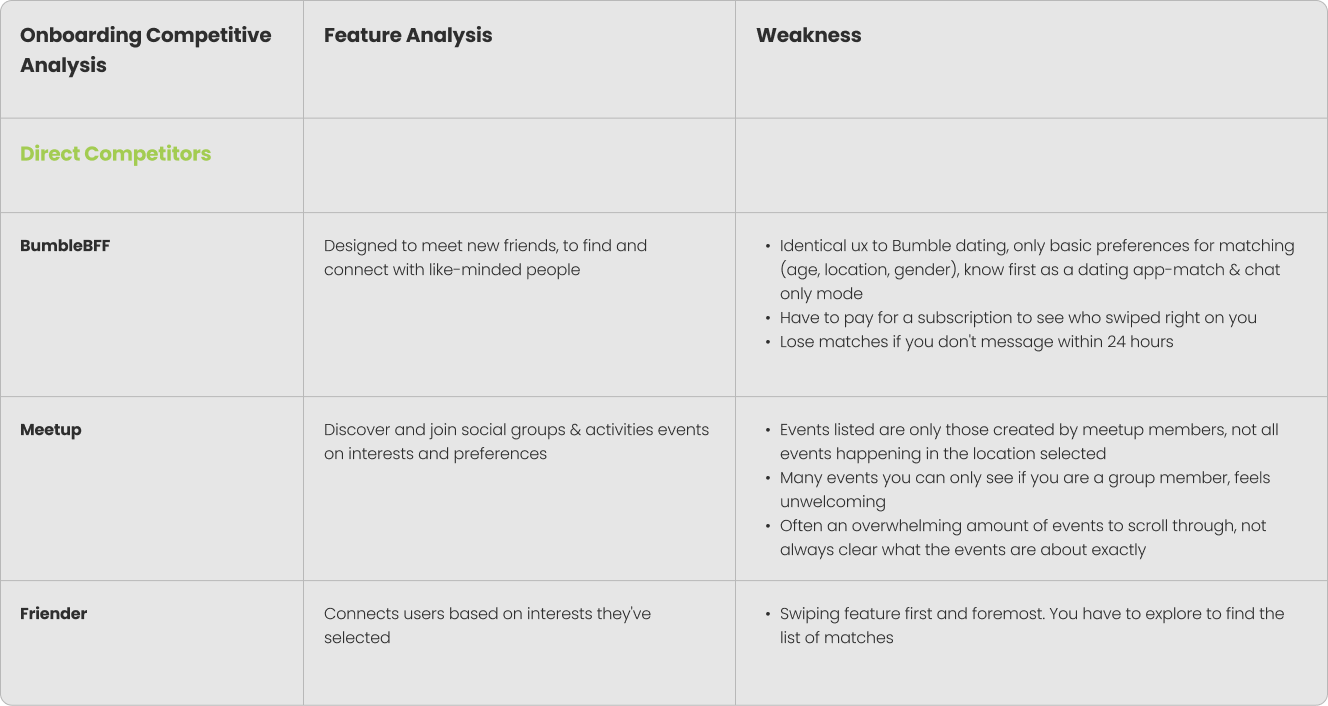 Onboarding Competitive
Analysis
Feature Analysis
Weakness
Direct Competitors
BumbleBFF
Designed to meet new friends, to find and
connect with like-minded people
• Identical ux to Bumble dating, only basic preferences for matching
(age, location, gender), know first as a dating app-match & chat
only mode
• Have to pay for a subscription to see who swiped right on you
• Lose matches if you don't message within 24 hours
Meetup
Discover and join social groups & activities events
on interests and preferences
• Events listed are only those created by meetup members, not all
events happening in the location selected
• Many events you can only see if you are a group member, feels
unwelcoming
• Often an overwhelming amount of events to scroll through, not
always clear what the events are about exactly
Friender
Connects users based on interests they've
selected
• Swiping feature first and foremost. You have to explore to find the
list of matches